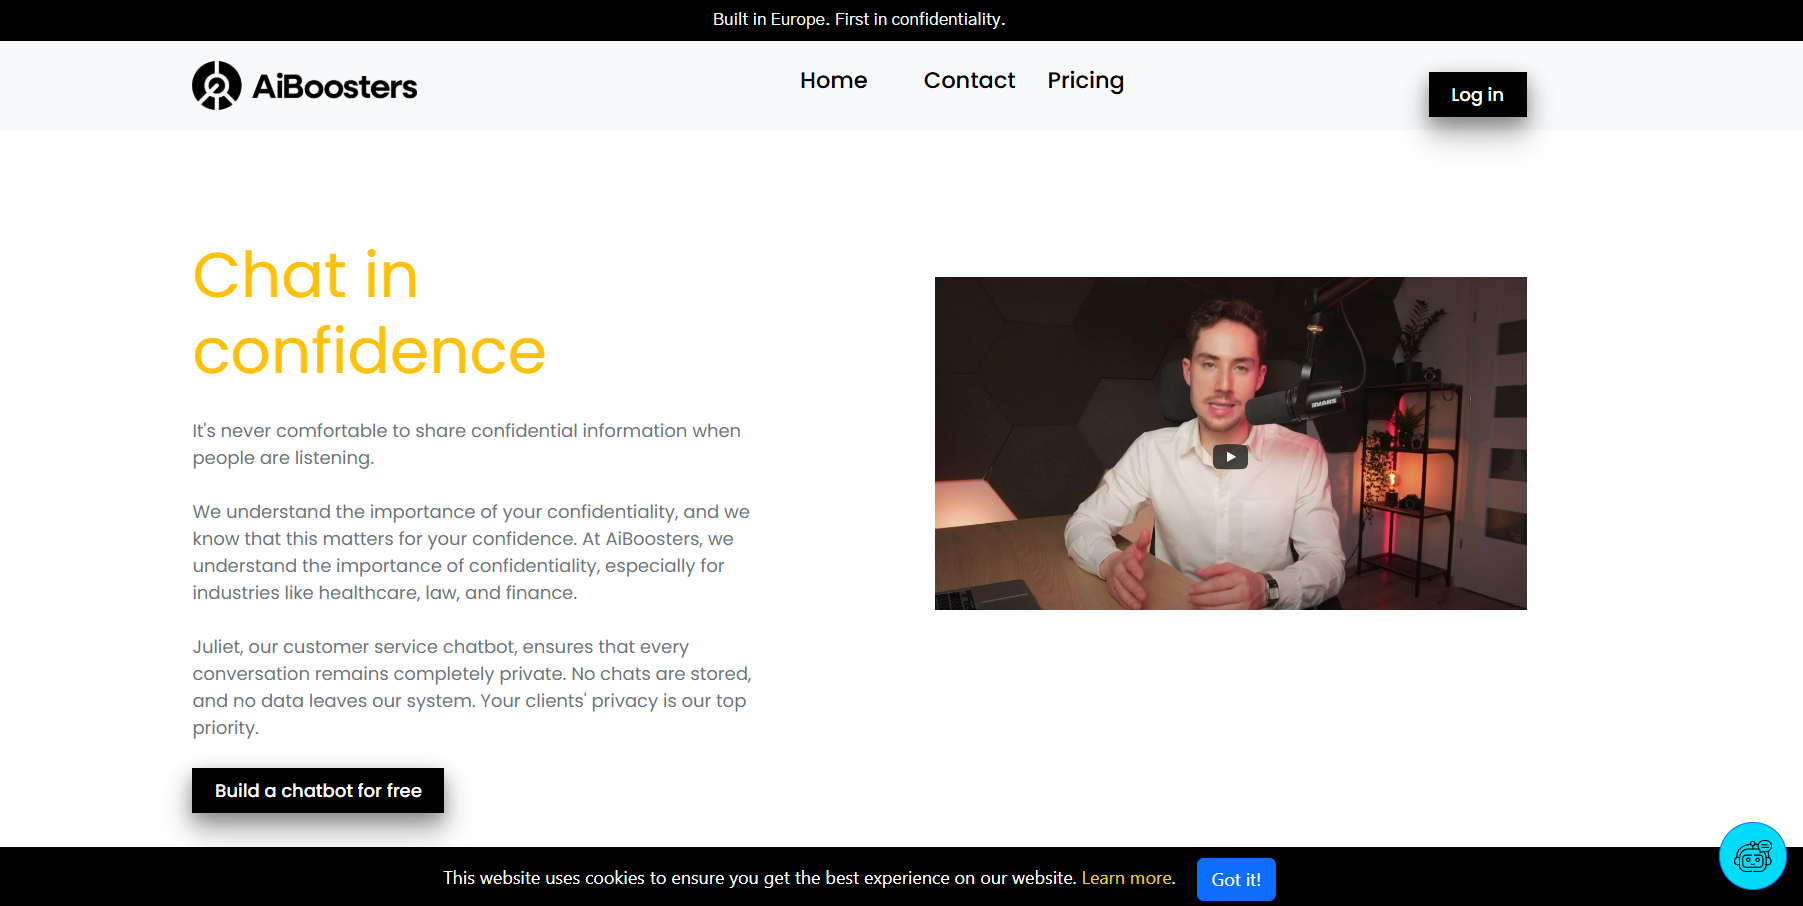 Built in Europe. First in confidentiality.
AiBoosters
Home
Contact
Pricing
Log in
Chat in
confidence
It's never comfortable to share confidential information when
people are listening.
We understand the importance of your confidentiality, and we
know that this matters for your confidence. At AiBoosters, we
understand the importance of confidentiality, especially for
industries like healthcare, law, and finance.
Juliet, our customer service chatbot, ensures that every
conversation remains completely private. No chats are stored,
and no data leaves our system. Your clients' privacy is our top
priority.
Build a chatbot for free
This website uses cookies to ensure you get the best experience on our website. Learn more.
Got it!